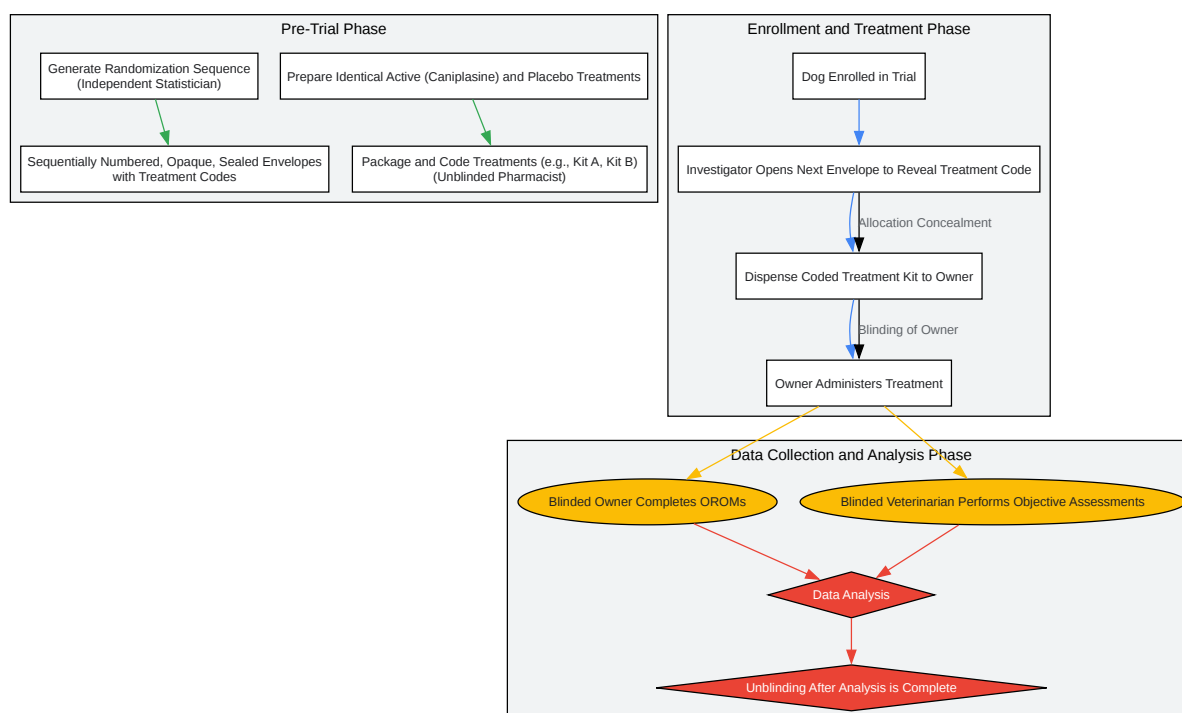 Pre-Trial Phase
Generate Randomization Sequence
(Independent Statistician)
Prepare Identical Active (Caniplasine) and Placebo Treatments
Sequentially Numbered, Opaque, Sealed Envelopes
with Treatment Codes
Package and Code Treatments (e.g., Kit A, Kit B)
(Unblinded Pharmacist)
Enrollment and Treatment Phase
Dog Enrolled in Trial
Investigator Opens Next Envelope to Reveal Treatment Code
Allocation Concealment
Dispense Coded Treatment Kit to Owner
Blinding of Owner
Owner Administers Treatment
Data Collection and Analysis Phase
Blinded Owner Completes OROMs
Blinded Veterinarian Performs Objective Assessments
Data Analysis
Unblinding After Analysis is Complete